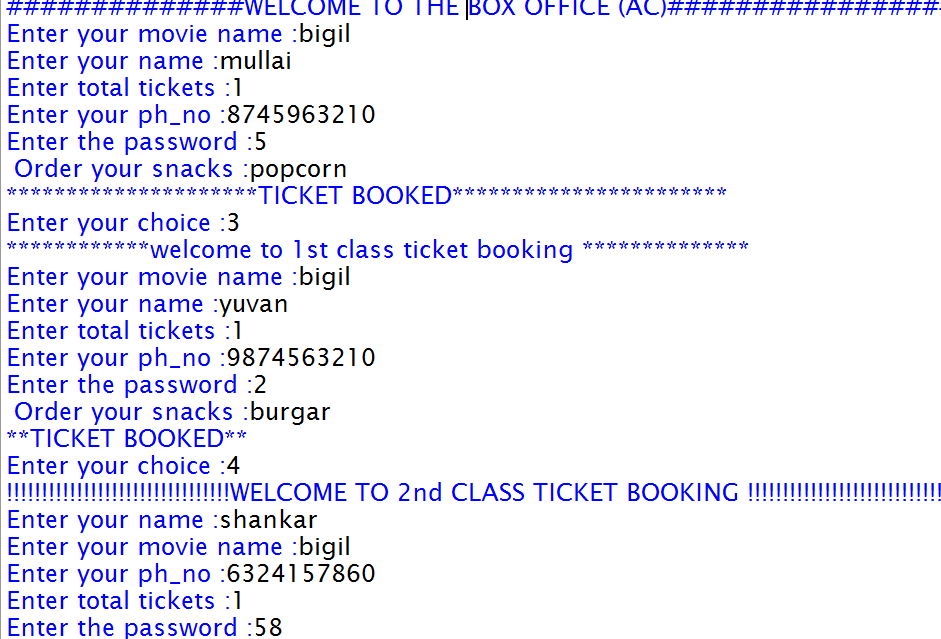 ##############WELCOME TO THE BOX OFFICE (AC)################
Enter your movie name :bigil
Enter your name :mullai
Enter total tickets :1
Enter your ph_no :8745963210
Enter the password :5
Order your snacks :popcorn
*********************TICKET BOOKED***********************
Enter your choice :3
************welcome to 1st class ticket booking **************
Enter your movie name :bigil
Enter your name :yuvan
Enter total tickets :1
Enter your ph_no :9874563210
Enter the password :2
Order your snacks :burgar
**TICKET BOOKED**
Enter your choice :4
!!!!!!!!!!!!!!!!!!!!!!!!!!!!!!!!WELCOME TO 2nd CLASS TICKET BOOKING !!!!!!!!!!!!!!!!!!!!!!!!!!!!
Enter your name :shankar
Enter your movie name :bigil
Enter your ph_no :6324157860
Enter total tickets :1
Enter the password :58